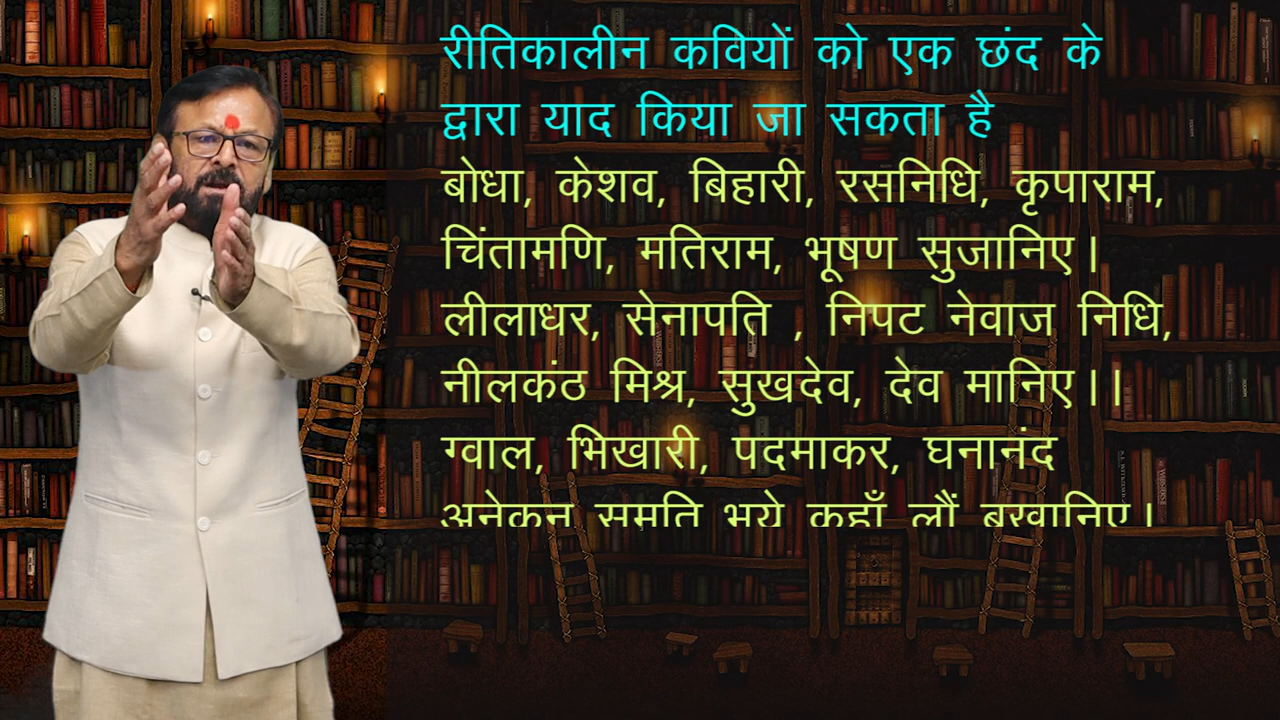 रीतिकालीन कवियों को एक छंद के
द्वारा याद किया जा सकता है
बोधा, केशव, बिहारी, रसनिधि, कृपाराम,
चिंतामणि, मतिराम, भूषण सुजानिए।
लीलाधर, सेनापति , निपट नेवाज निधि,
नीलकंठ मिश्र, सुखदेव, देव मानिए।।
ग्वाल, भिखारी, पदमाकर, घनानंद
अनेकन सुमति भये कहाँ लौं बखानिए।